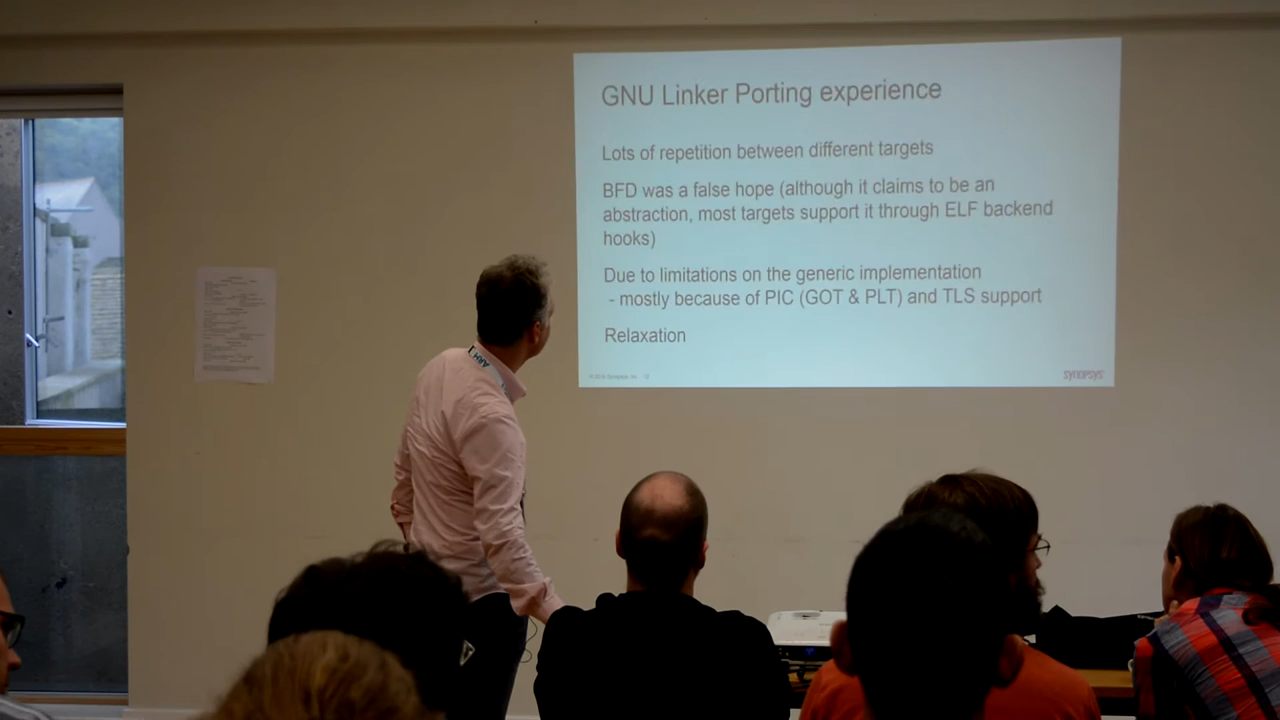 GNU Linker Porting experience
Lots of repetition between different targets
BFD was a false hope (although it claims to be an
abstraction, most targets support it through ELF backend
hooks)
Due to limitations on the generic implementation
- mostly because of PIC (GOT & PLT) and TLS support
Relaxation
SYNOPSYS
ARM